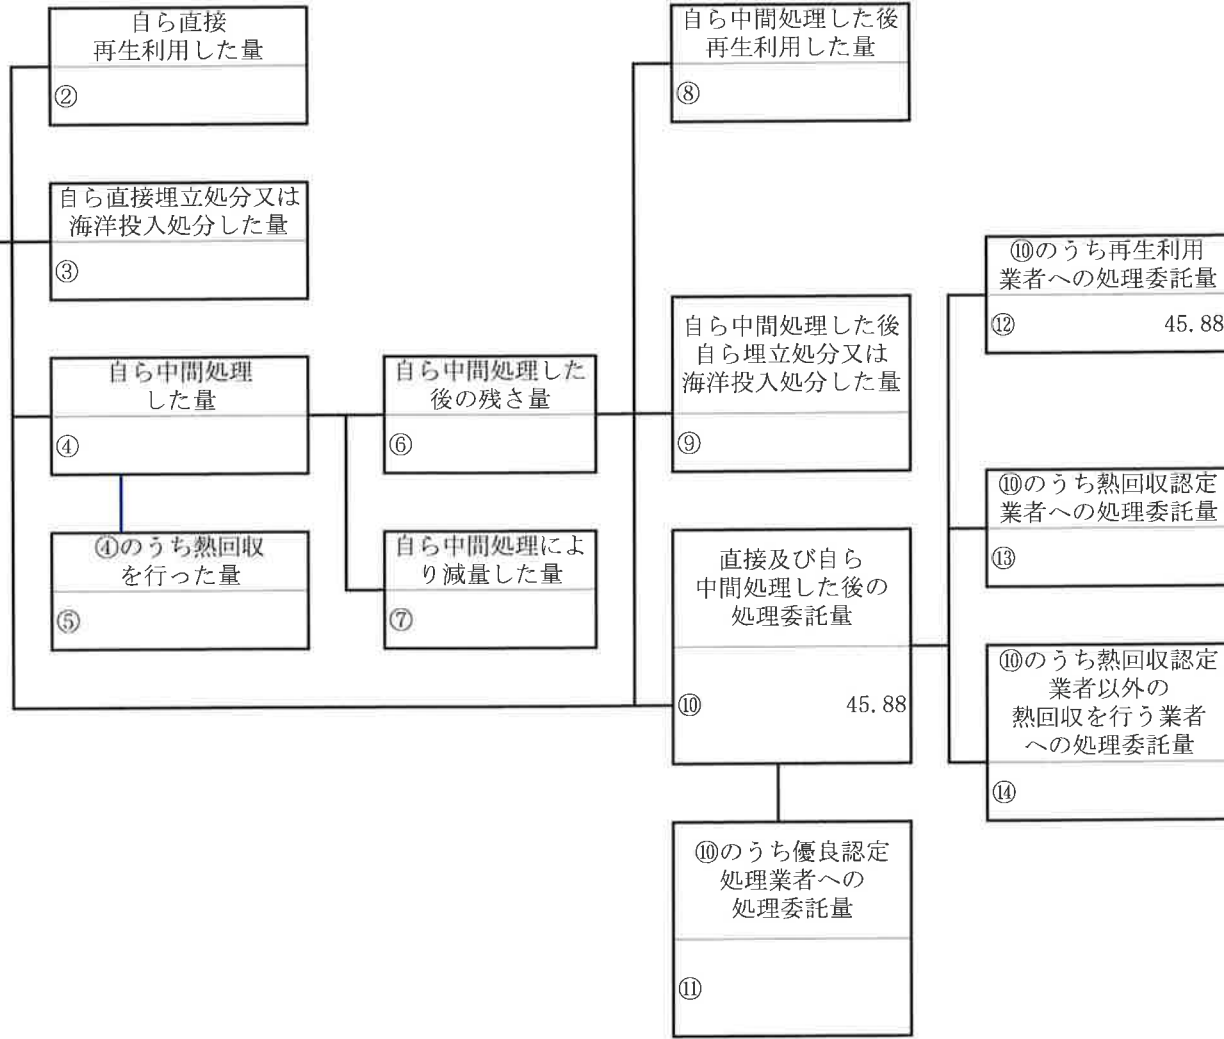 自ら直接
再生利用した量
②
自ら直接埋立処分又は
海洋投入処分した量
③
自ら中間処理
した量
④
④のうち熱回収
を行った量
⑤
自ら中間処理した
後の残さ量
⑥
自ら中間処理によ
り減量した量
⑦
自ら中間処理した後
再生利用した量
⑧
自ら中間処理した後
自ら埋立処分又は
海洋投入処分した量
⑨
直接及び自ら
中間処理した後の
処理委託量
⑩ 45.88
⑩のうち優良認定
処理業者への
処理委託量
⑪
⑩のうち再生利用
業者への処理委託量
⑫ 45.88
⑩のうち熱回収認定
業者への処理委託量
⑬
⑩のうち熱回収認定
業者以外の
熱回収を行う業者
への処理委託量
⑭